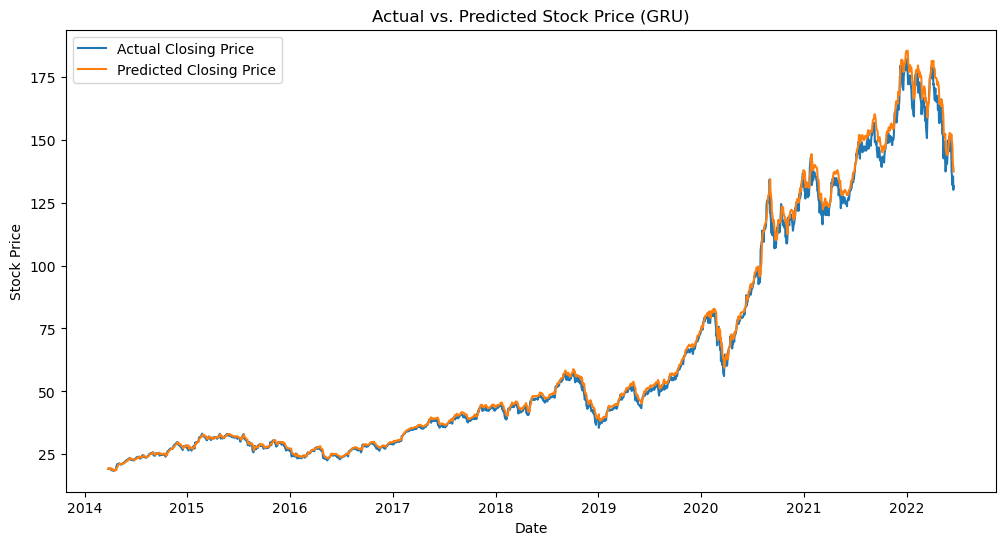 Actual vs. Predicted Stock Price (GRU)
Actual Closing Price
Predicted Closing Price
175
150
125
100
75
50
25
Stock Price
2014 2015 2016 2017 2018 2019 2020 2021 2022
Date